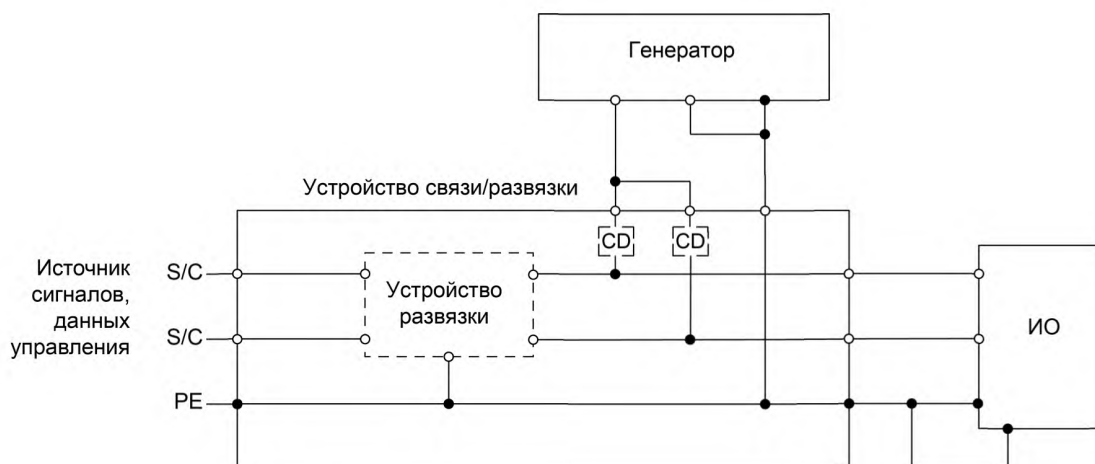 Генератор
Устройство связи/развязки
CD CD
Источник
сигналов,
данных
управления
S/C
S/C
PE
Устройство
развязки
ИО